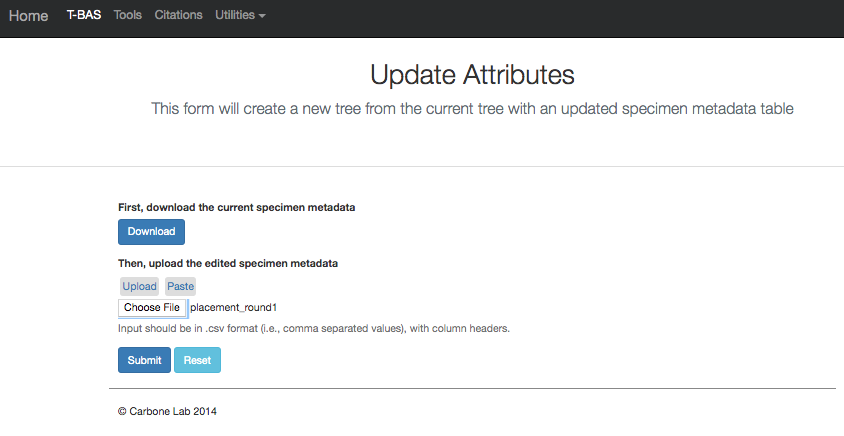 Home T-BAS Tools Citations Utilities
Update Attributes
This form will create a new tree from the current tree with an updated specimen metadata table
First, download the current specimen metadata
Download
Then, upload the edited specimen metadata
Upload Paste
Choose File placement_round1
Input should be in .csv format (i.e., comma separated values), with column headers.
Submit Reset
© Carbone Lab 2014